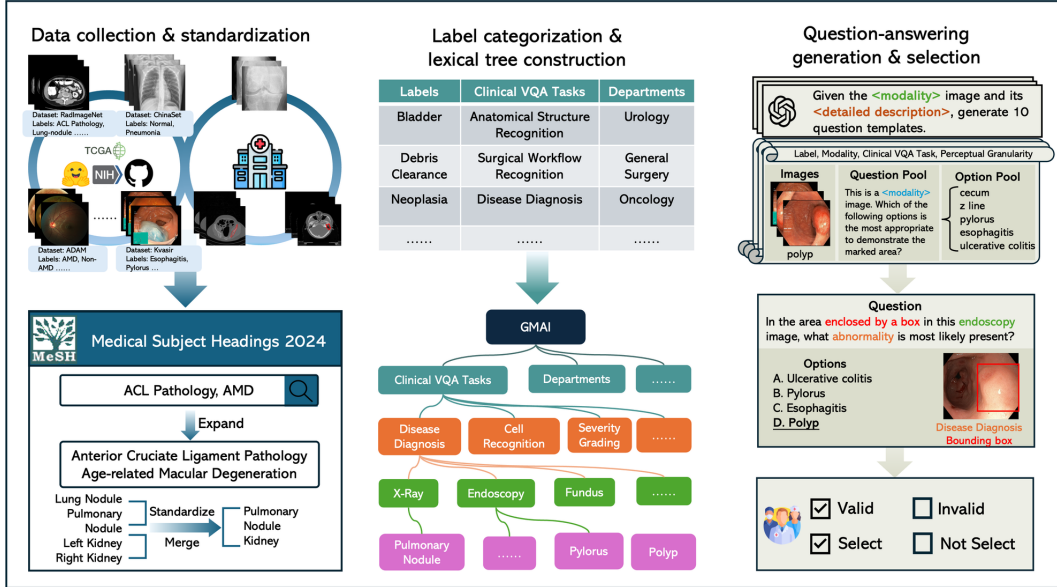 Data collection & standardization
Dataset: RadImageNet
Labels: ACL Pathology,
Lung-nodule ......
Dataset: ChinaSet
Labels: Normal,
Pneumonia
TCGA
NIH
......
Dataset: ADAM
Labels: AMD, Non-
AMD ......
Dataset: Kvasir
Labels: Esophagitis,
Pylorus ...
MeSH
Medical Subject Headings 2024
ACL Pathology, AMD
Expand
Anterior Cruciate Ligament Pathology
Age-related Macular Degeneration
Lung Nodule
Pulmonary
Nodule
Left Kidney
Right Kidney
Standardize
Merge
Pulmonary
Nodule
Kidney
Label categorization &
lexical tree construction
Labels Clinical VQA Tasks Departments
Bladder Anatomical Structure Recognition Urology
Debris Clearance Surgical Workflow Recognition General Surgery
Neoplasia Disease Diagnosis Oncology
...... ...... ......
GMAI
Clinical VQA Tasks Departments ......
Disease Diagnosis Cell Recognition Severity Grading ......
X-Ray Endoscopy Fundus ......
Pulmonary Nodule ...... Pylorus Polyp
Question-answering
generation & selection
Given the <modality> image and its
<detailed description>, generate 10
question templates.
Label, Modality, Clinical VQA Task, Perceptual Granularity
Images
polyp
Question Pool
This is a <modality>
image. Which of the
following options is
the most appropriate
to demonstrate the
marked area?
Option Pool
cecum
z line
pylorus
esophagitis
ulcerative colitis
Question
In the area enclosed by a box in this endoscopy
image, what abnormality is most likely present?
Options
A. Ulcerative colitis
B. Pylorus
C. Esophagitis
D. Polyp
Disease Diagnosis
Bounding box
Valid Invalid
Select Not Select